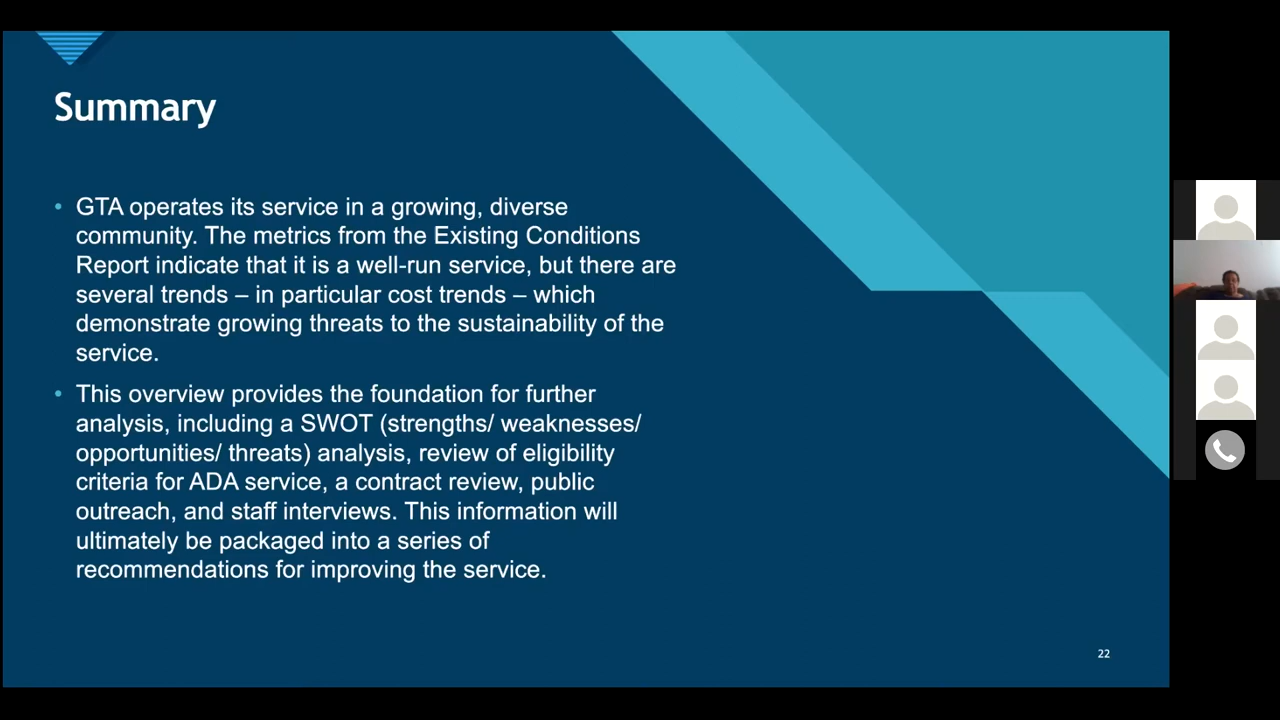 Summary
• GTA operates its service in a growing, diverse
community. The metrics from the Existing Conditions
Report indicate that it is a well-run service, but there are
several trends – in particular cost trends – which
demonstrate growing threats to the sustainability of the
service.
• This overview provides the foundation for further
analysis, including a SWOT (strengths/ weaknesses/
opportunities/ threats) analysis, review of eligibility
criteria for ADA service, a contract review, public
outreach, and staff interviews. This information will
ultimately be packaged into a series of
recommendations for improving the service.
22